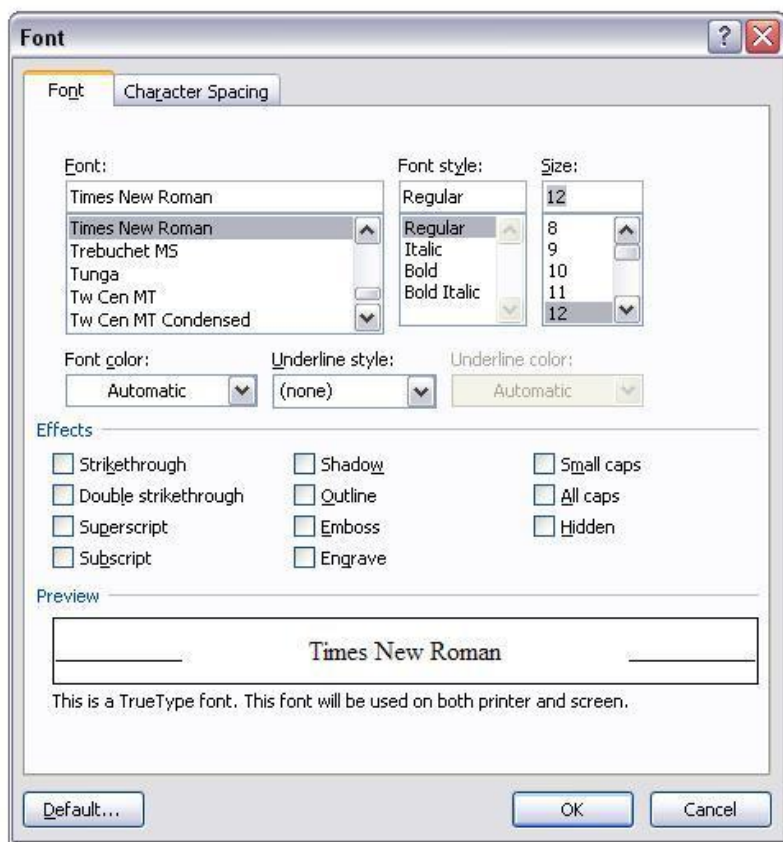 Font
Font Character Spacing
Font: Font style: Size:
Times New Roman Regular 12
Times New Roman Regular 8
Trebuchet MS Italic 9
Tunga Bold 10
Tw Cen MT Bold Italic 11
Tw Cen MT Condensed 12
Font color: Underline style: Underline color:
Automatic (none) Automatic
Effects
Strikethrough Shadow Small caps
Double strikethrough Outline All caps
Superscript Emboss Hidden
Subscript Engrave
Preview
Times New Roman
This is a TrueType font. This font will be used on both printer and screen.
Default... OK Cancel